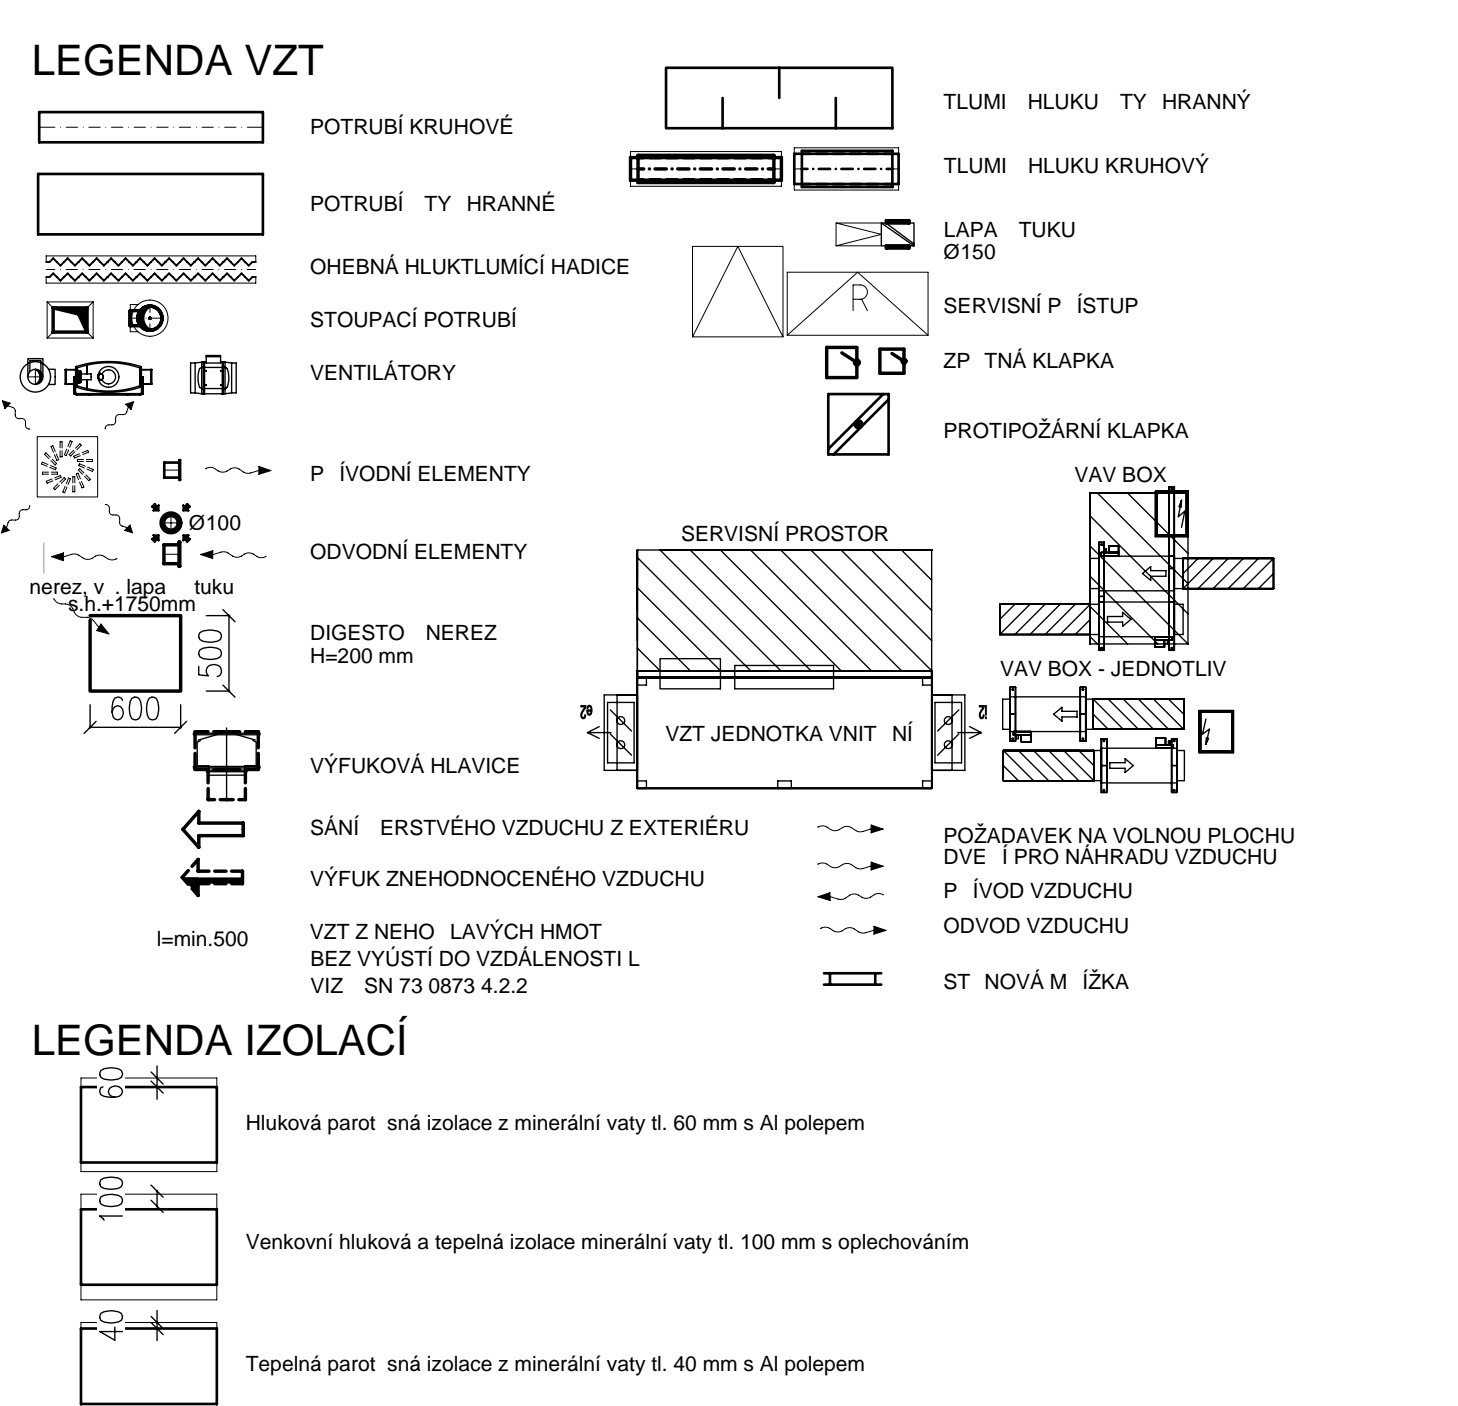 LEGENDA VZT
POTRUBÍ KRUHOVÉ
POTRUBÍ TY HRANNÉ
OHEBNÁ HLUKTLUMÍCÍ HADICE
STOUPACÍ POTRUBÍ
VENTILÁTORY
P ÍVODNÍ ELEMENTY
Ø100
ODVODNÍ ELEMENTY
nerez, v . lapa tuku
s.h.+1750mm
500
600
DIGESTO NEREZ
H=200 mm
VÝFUKOVÁ HLAVICE
SÁNÍ ERSTVÉHO VZDUCHU Z EXTERIÉRU
VÝFUK ZNEHODNOCENÉHO VZDUCHU
l=min.500
VZT Z NEHO LAVÝCH HMOT
BEZ VYÚSTÍ DO VZDÁLENOSTI L
VIZ SN 73 0873 4.2.2
TLUMI HLUKU TY HRANNÝ
TLUMI HLUKU KRUHOVÝ
LAPA TUKU
Ø150
R
SERVISNÍ P ÍSTUP
ZP TNÁ KLAPKA
PROTIPOŽÁRNÍ KLAPKA
VAV BOX
SERVISNÍ PROSTOR
VAV BOX - JEDNOTLIV
e2
VZT JEDNOTKA VNIT NÍ
i2
POŽADAVEK NA VOLNOU PLOCHU
DVE Í PRO NÁHRADU VZDUCHU
P ÍVOD VZDUCHU
ODVOD VZDUCHU
ST NOVÁ M ÍŽKA
LEGENDA IZOLACÍ
60
Hluková parot sná izolace z minerální vaty tl. 60 mm s Al polepem
100
Venkovní hluková a tepelná izolace minerální vaty tl. 100 mm s oplechováním
40
Tepelná parot sná izolace z minerální vaty tl. 40 mm s Al polepem